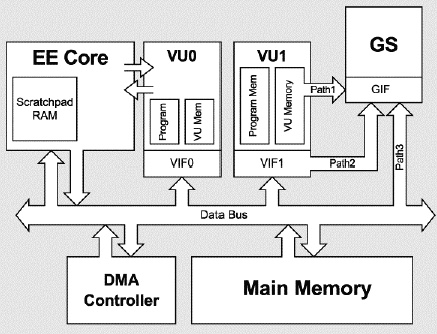 EE Core
Scratchpad
RAM
VU0
Program
VU Mem
VIF0
VU1
Program Mem
VU Memory
VIF1
GS
GIF
Path1
Path2
Path3
Data Bus
DMA
Controller
Main Memory